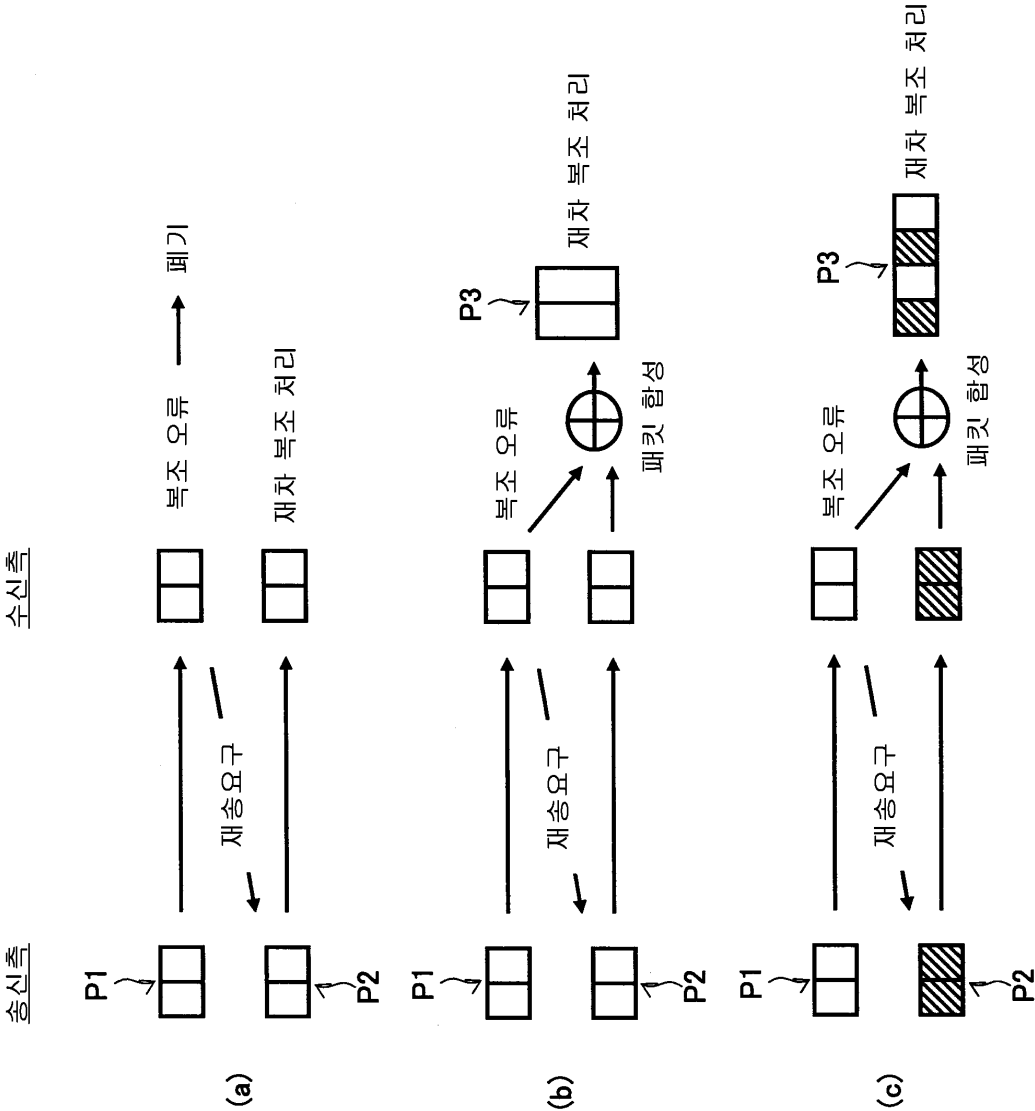 송신측
수신측
(a)
P1
P2
재송요구
복조 오류
폐기
재차 복조 처리
(b)
P1
P2
재송요구
복조 오류
패킷 합성
P3
재차 복조 처리
(c)
P1
P2
재송요구
복조 오류
패킷 합성
P3
재차 복조 처리